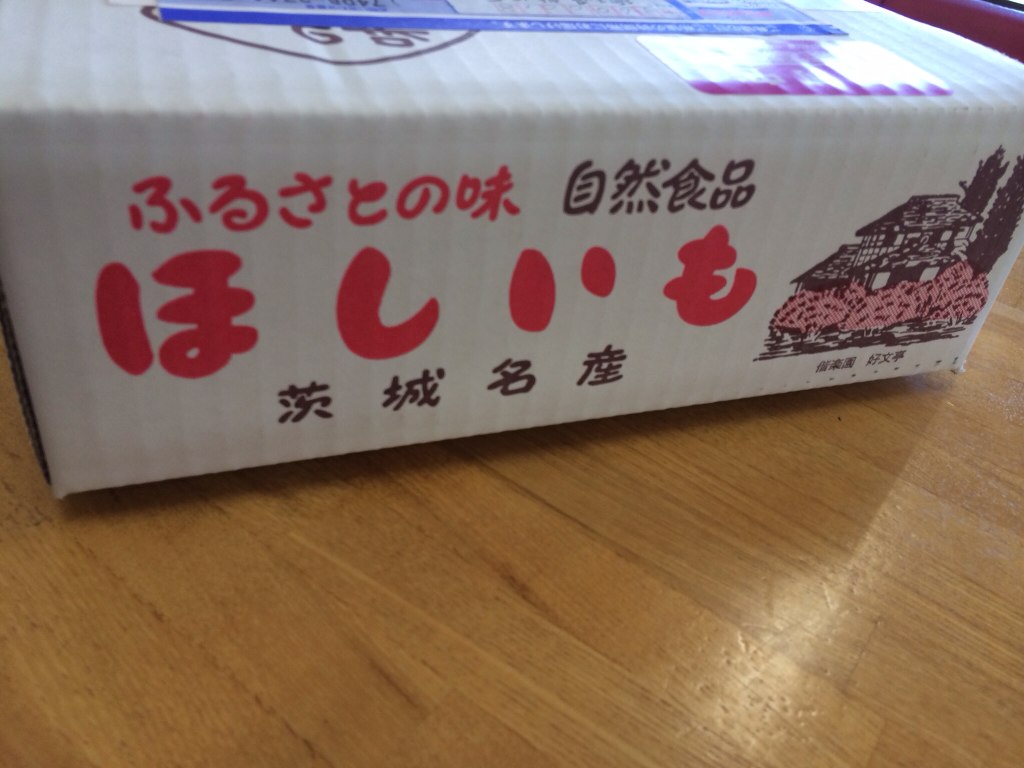 ふるさとの味 自然食品
ほしいも
茨城名産
偕楽園 好文亭